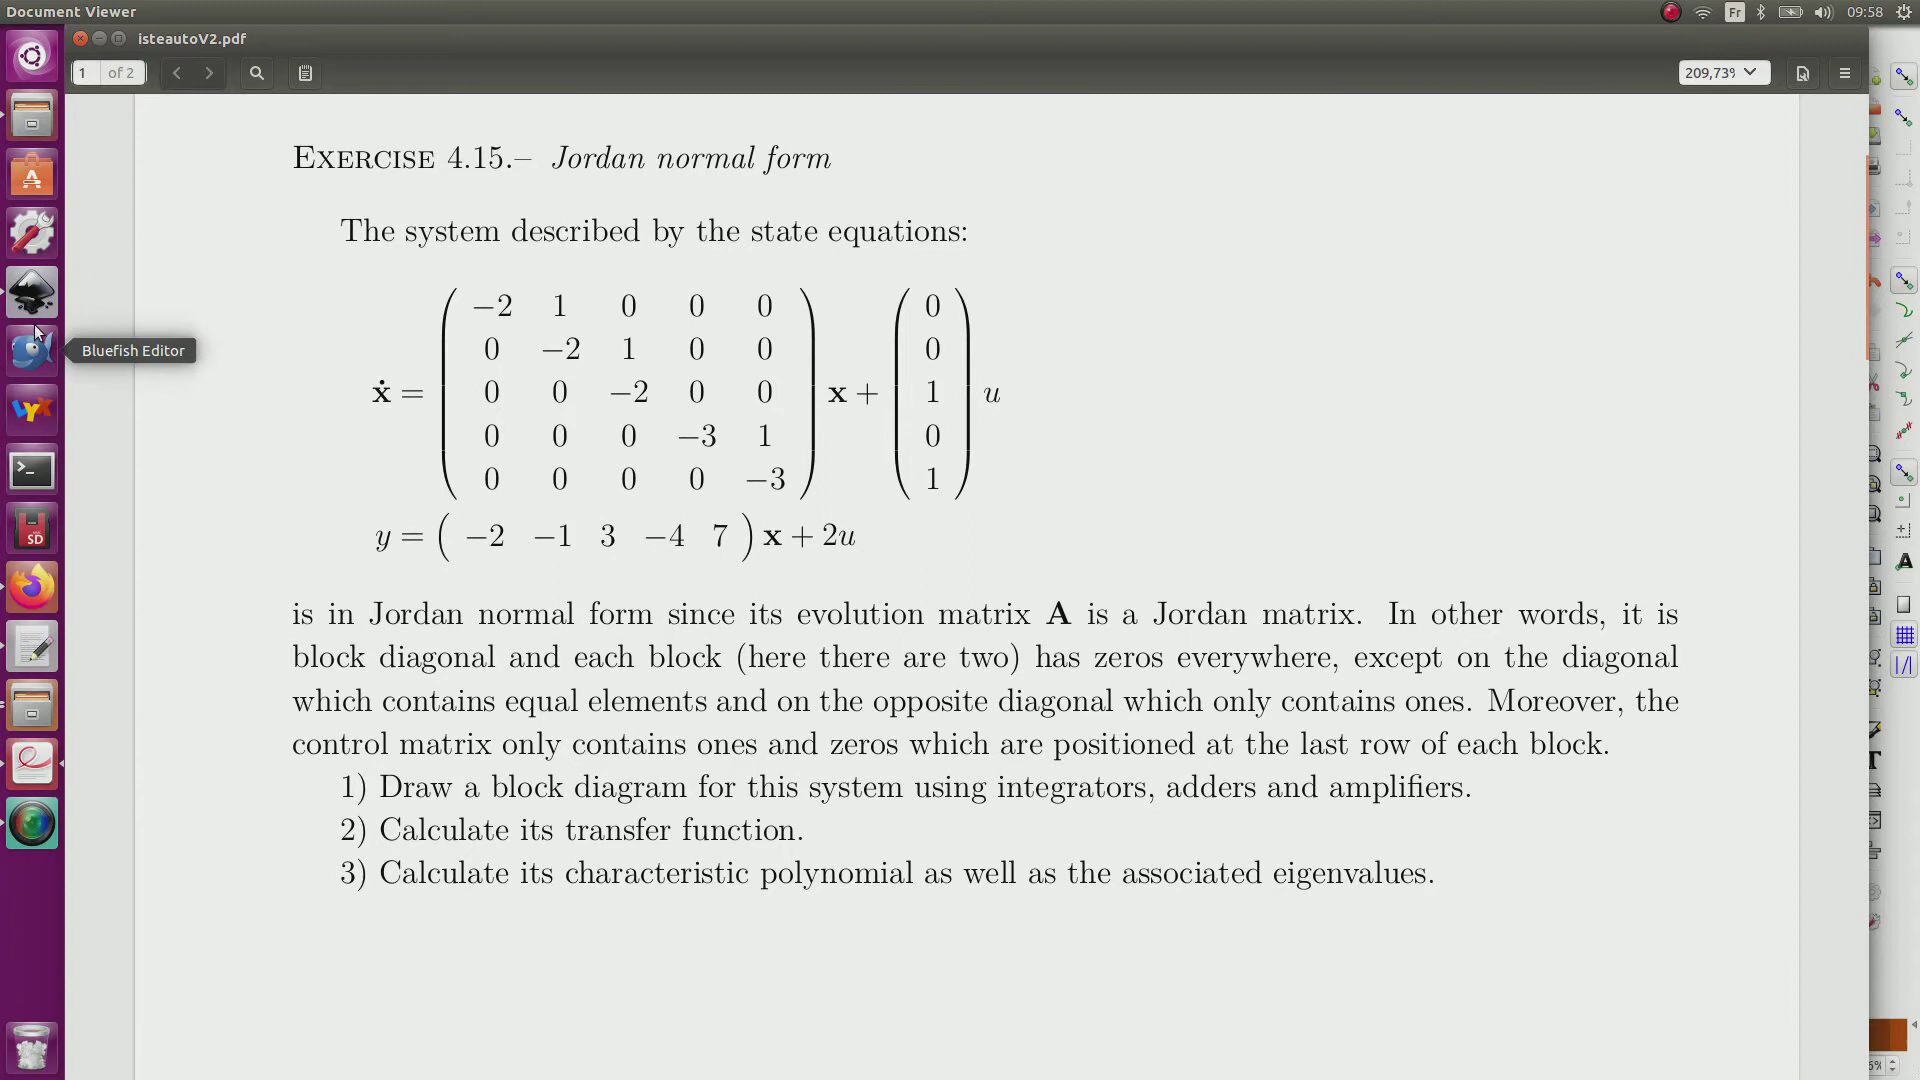 Document Viewer
Fr
09:58
isteautoV2.pdf
1 of 2
209,73%
EXERCISE 4.15.– Jordan normal form
The system described by the state equations:
ẋ = ( −2 1 0 0 0 ; 0 −2 1 0 0 ; 0 0 −2 0 0 ; 0 0 0 −3 1 ; 0 0 0 0 −3 ) x + ( 0 ; 0 ; 1 ; 0 ; 1 ) u
y = ( −2 −1 3 −4 7 ) x + 2u
is in Jordan normal form since its evolution matrix A is a Jordan matrix. In other words, it is
block diagonal and each block (here there are two) has zeros everywhere, except on the diagonal
which contains equal elements and on the opposite diagonal which only contains ones. Moreover, the
control matrix only contains ones and zeros which are positioned at the last row of each block.
1) Draw a block diagram for this system using integrators, adders and amplifiers.
2) Calculate its transfer function.
3) Calculate its characteristic polynomial as well as the associated eigenvalues.
Bluefish Editor
LYX
SD